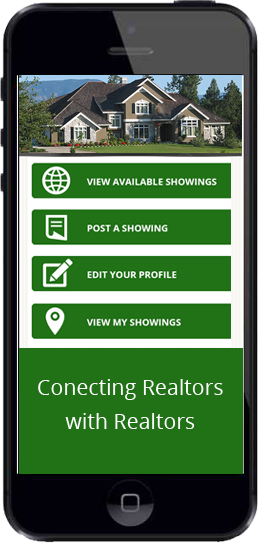 VIEW AVAILABLE SHOWINGS
POST A SHOWING
EDIT YOUR PROFILE
VIEW MY SHOWINGS
Conecting Realtors
with Realtors